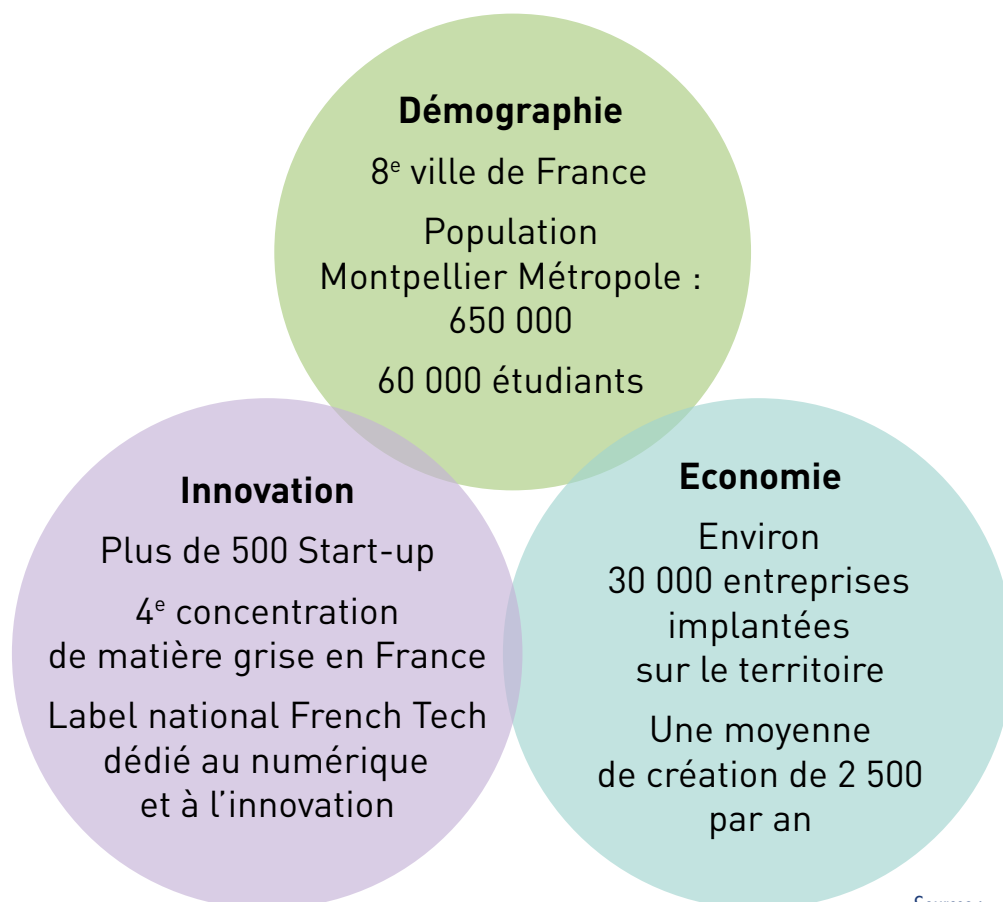 Démographie
8e ville de France
Population
Montpellier Métropole :
650 000
60 000 étudiants
Innovation
Plus de 500 Start-up
4e concentration
de matière grise en France
Label national French Tech
dédié au numérique
et à l’innovation
Economie
Environ
30 000 entreprises
implantées
sur le territoire
Une moyenne
de création de 2 500
par an